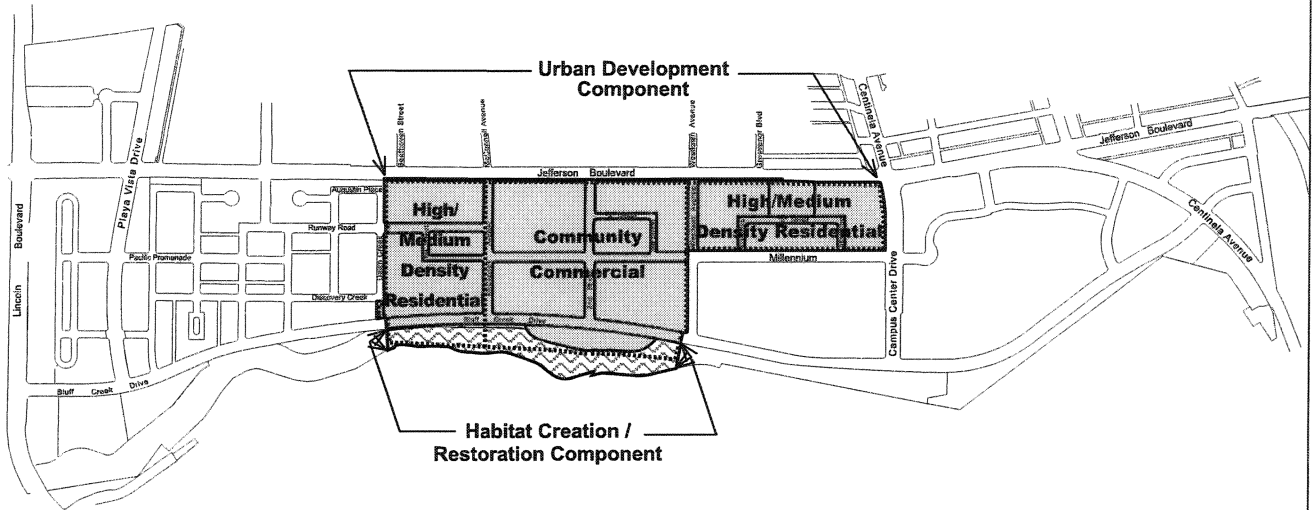 Urban Development
Component
Centinela Avenue
Jefferson Boulevard
Playa Vista Drive
Jefferson Boulevard
Centinela Avenue
Lincoln Boulevard
Runway Road
Pacific Promenade
Discovery Creek
High/
Medium
Density
Residential
Community
Commercial
High/Medium
Density Residential
Millennium
Campus Center Drive
Bluff Creek Drive
Bluff Creek Drive
Habitat Creation /
Restoration Component